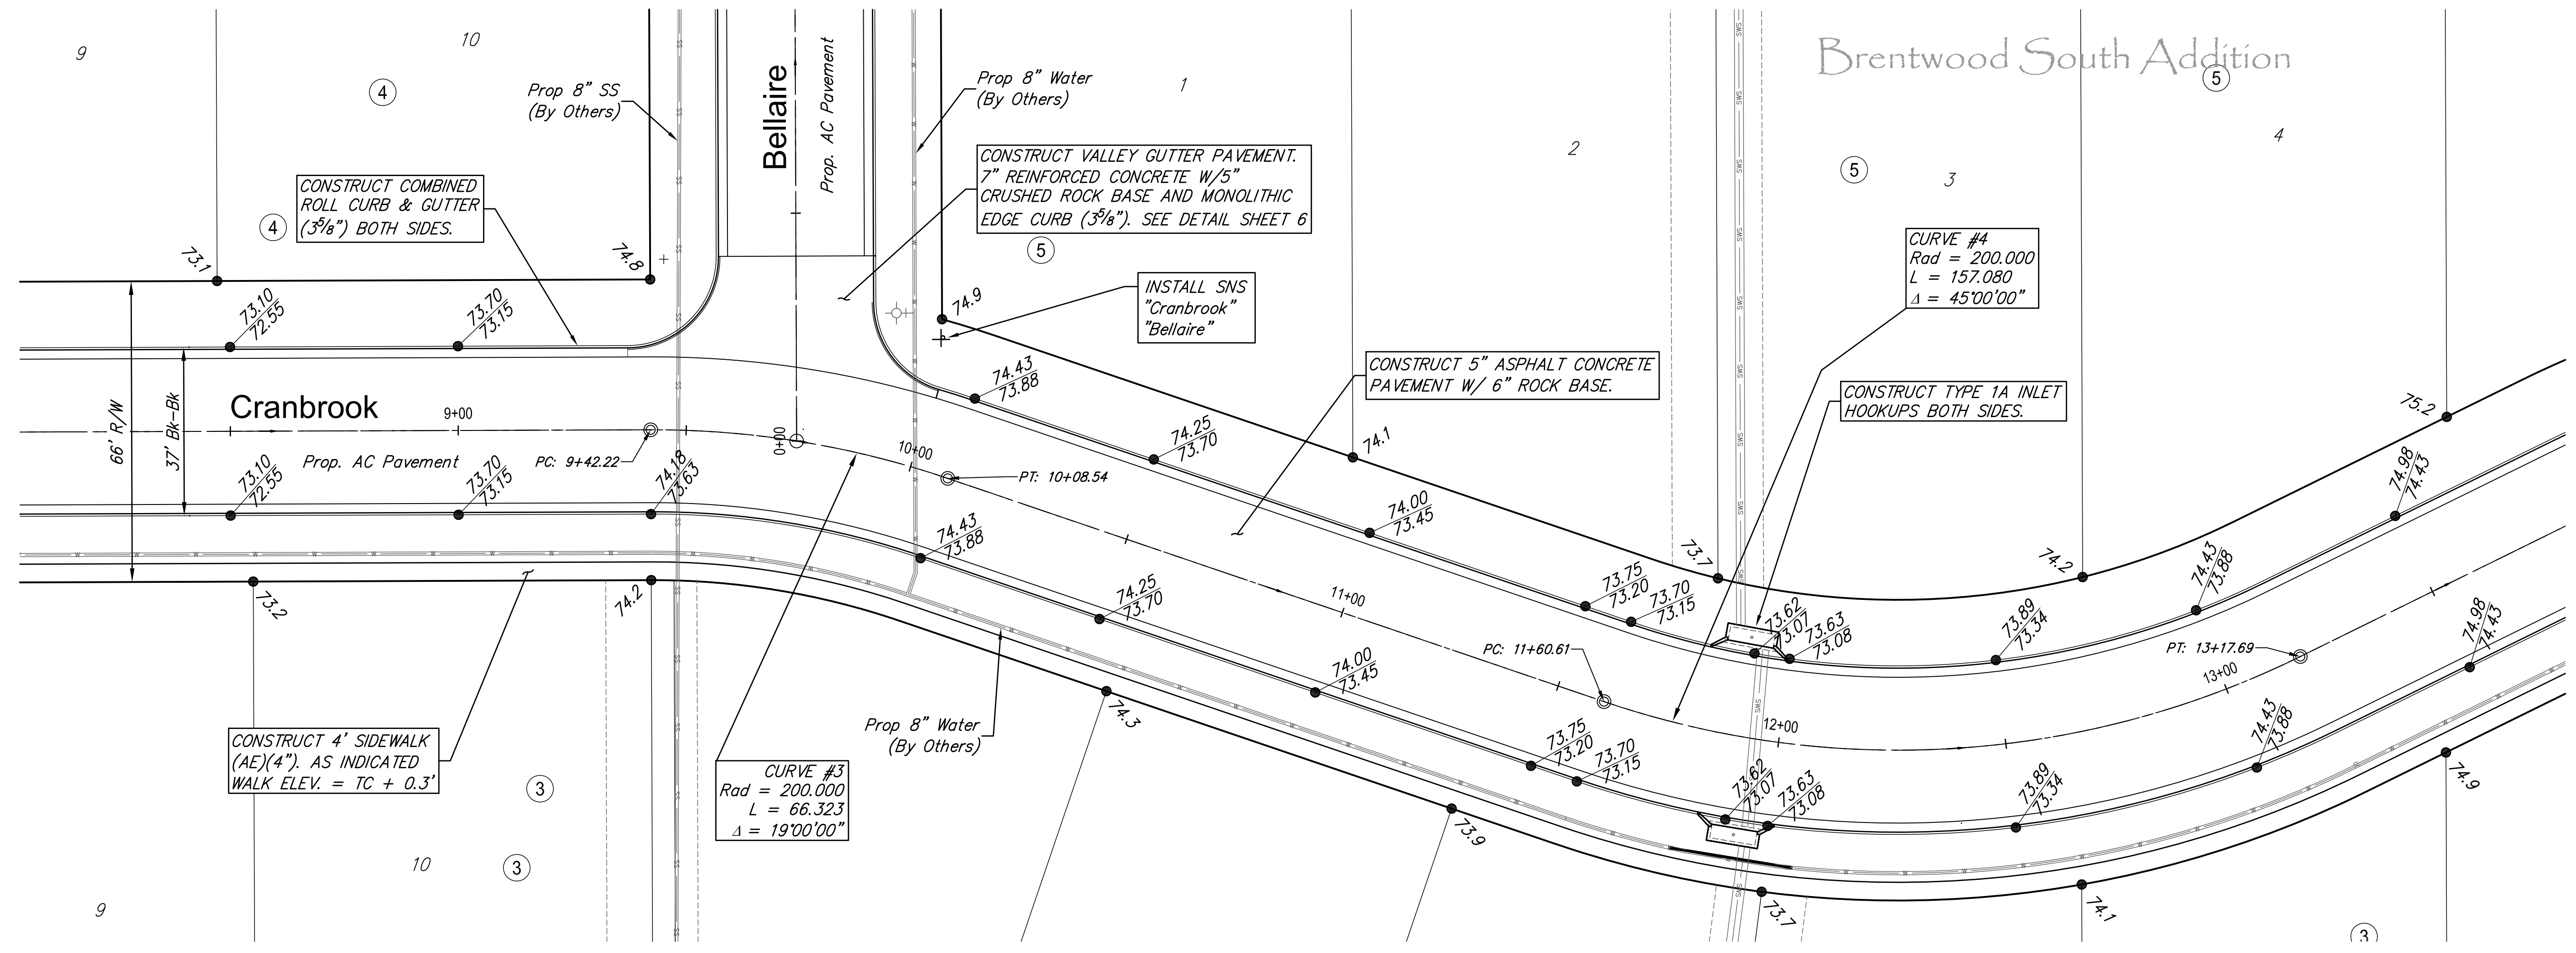 9
10
4
Prop 8" SS
(By Others)
Bellaire
Prop. AC Pavement
Prop 8" Water
(By Others)
1
Brentwood South Addition
5
2
5
3
4
CONSTRUCT COMBINED
ROLL CURB & GUTTER
(3 5/8") BOTH SIDES.
4
CONSTRUCT VALLEY GUTTER PAVEMENT.
7" REINFORCED CONCRETE W/5"
CRUSHED ROCK BASE AND MONOLITHIC
EDGE CURB (3 5/8"). SEE DETAIL SHEET 6
5
CURVE #4
Rad = 200.000
L = 157.080
Δ = 45°00'00"
73.1
74.8
74.9
INSTALL SNS
"Cranbrook"
"Bellaire"
73.10
72.55
73.70
73.15
74.43
73.88
CONSTRUCT 5" ASPHALT CONCRETE
PAVEMENT W/ 6" ROCK BASE.
CONSTRUCT TYPE 1A INLET
HOOKUPS BOTH SIDES.
75.2
66' R/W
37' Bk-Bk
Cranbrook
9+00
0+00
10+00
74.25
73.70
74.1
Prop. AC Pavement
PC: 9+42.22
PT: 10+08.54
73.10
72.55
73.70
73.15
74.18
73.63
74.00
73.45
74.98
74.43
74.43
73.88
73.7
74.2
73.2
74.2
74.25
73.70
11+00
73.75
73.20
73.70
73.15
73.62
73.07
73.63
73.08
73.89
73.34
74.43
73.88
PC: 11+60.61
PT: 13+17.69
13+00
74.98
74.43
74.00
73.45
74.3
12+00
Prop 8" Water
(By Others)
CONSTRUCT 4' SIDEWALK
(AE)(4"). AS INDICATED
WALK ELEV. = TC + 0.3'
CURVE #3
Rad = 200.000
L = 66.323
Δ = 19°00'00"
73.75
73.20
73.70
73.15
73.62
73.07
73.63
73.08
73.89
73.34
74.43
73.88
74.9
3
73.9
10
3
9
73.7
74.1
3
SS
W
SWS